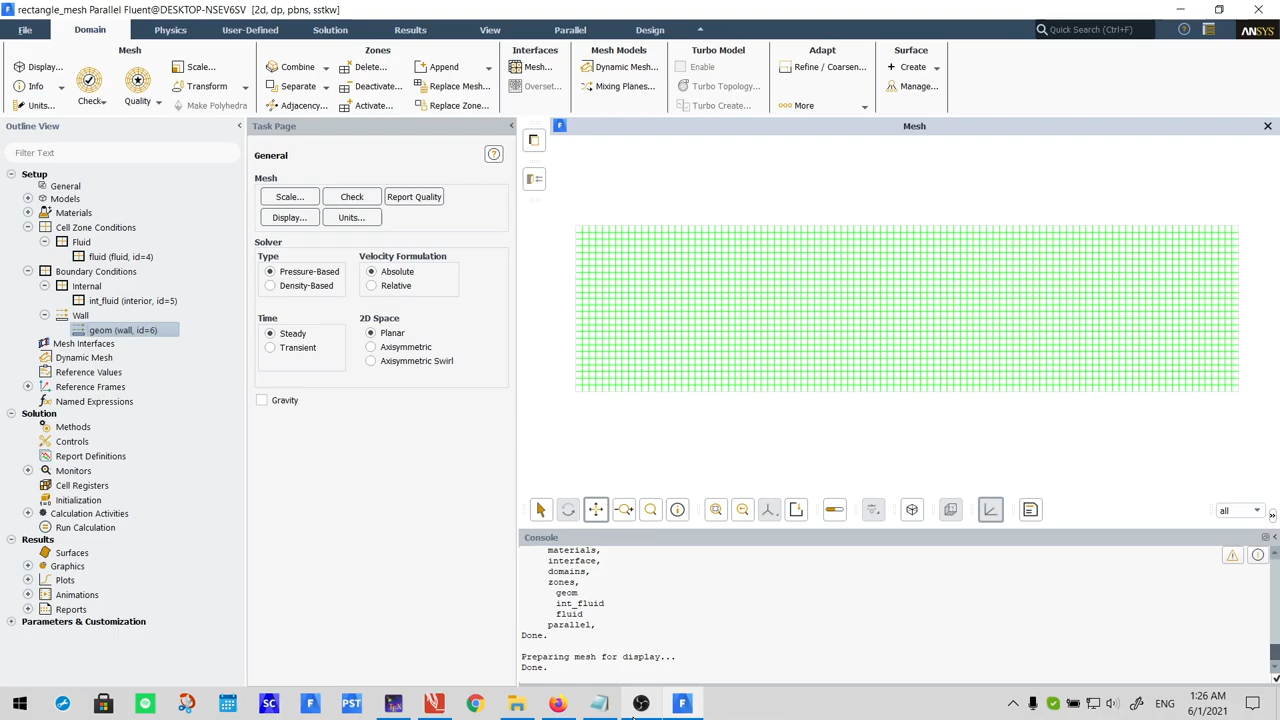 rectangle_mesh Parallel Fluent@DESKTOP-NSEV6SV [2d, dp, pbns, sstkw]
File Domain Physics User-Defined Solution Results View Parallel Design Quick Search (Ctrl+F) ANSYS
Mesh Zones Interfaces Mesh Models Turbo Model Adapt Surface
Display... Scale... Combine Delete... Append Mesh... Dynamic Mesh... Enable Refine / Coarsen... Create
Info Transform Separate Deactivate... Replace Mesh... Overset... Mixing Planes... Turbo Topology... Manage...
Units... Check Quality Make Polyhedra Adjacency... Activate... Replace Zone... Turbo Create... More
Outline View
Filter Text
Setup
General
Models
Materials
Cell Zone Conditions
Fluid
fluid (fluid, id=4)
Boundary Conditions
Internal
int_fluid (interior, id=5)
Wall
geom (wall, id=6)
Mesh Interfaces
Dynamic Mesh
Reference Values
Reference Frames
Named Expressions
Solution
Methods
Controls
Report Definitions
Monitors
Cell Registers
Initialization
Calculation Activities
Run Calculation
Results
Surfaces
Graphics
Plots
Animations
Reports
Parameters & Customization
Task Page
General
Mesh
Scale... Check Report Quality
Display... Units...
Solver
Type Velocity Formulation
Pressure-Based Absolute
Density-Based Relative
Time 2D Space
Steady Planar
Transient Axisymmetric
Axisymmetric Swirl
Gravity
Mesh
all
Console
materials,
interface,
domains,
zones,
geom
int_fluid
fluid
parallel,
Done.
Preparing mesh for display...
Done.
SC F PST F
ENG
1:26 AM
6/1/2021